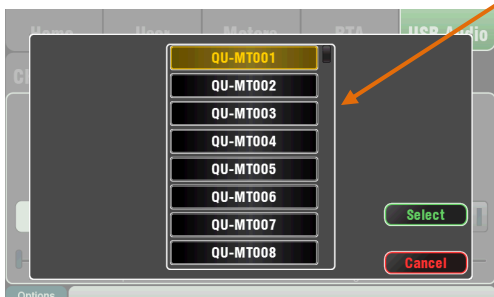 Home User Meters RTA USB Audio
QU-MT001
QU-MT002
QU-MT003
QU-MT004
QU-MT005
QU-MT006
QU-MT007
QU-MT008
Select
Cancel
Options